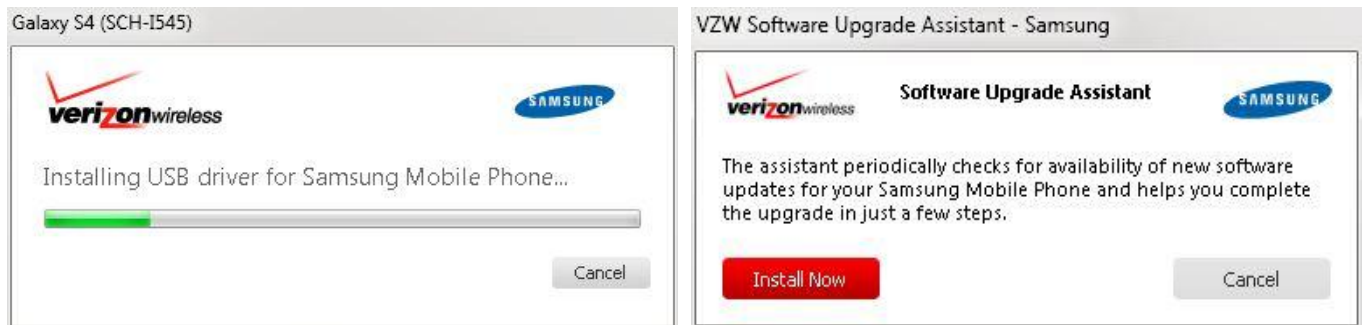 Galaxy S4 (SCH-I545)
verizonwireless
SAMSUNG
Installing USB driver for Samsung Mobile Phone...
Cancel
VZW Software Upgrade Assistant - Samsung
verizonwireless
Software Upgrade Assistant
SAMSUNG
The assistant periodically checks for availability of new software
updates for your Samsung Mobile Phone and helps you complete
the upgrade in just a few steps.
Install Now
Cancel